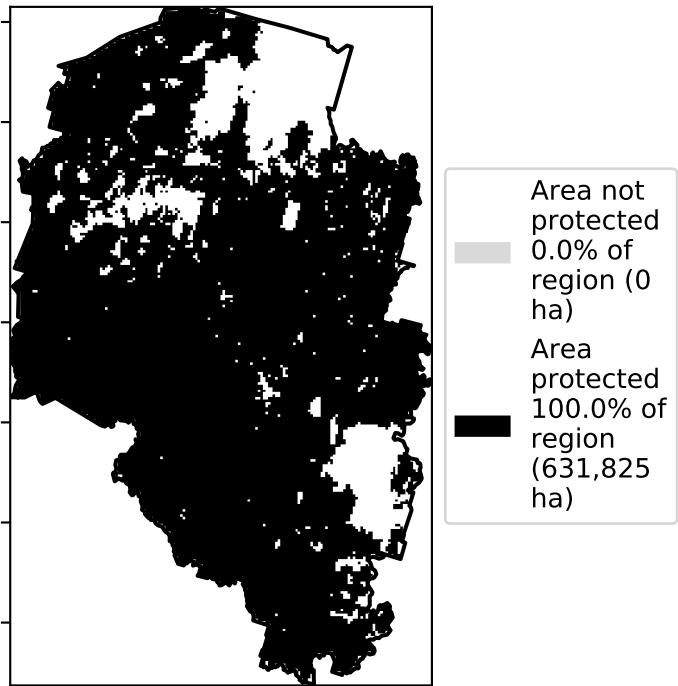 Area not
protected
0.0% of
region (0
ha)
Area
protected
100.0% of
region
(631,825
ha)